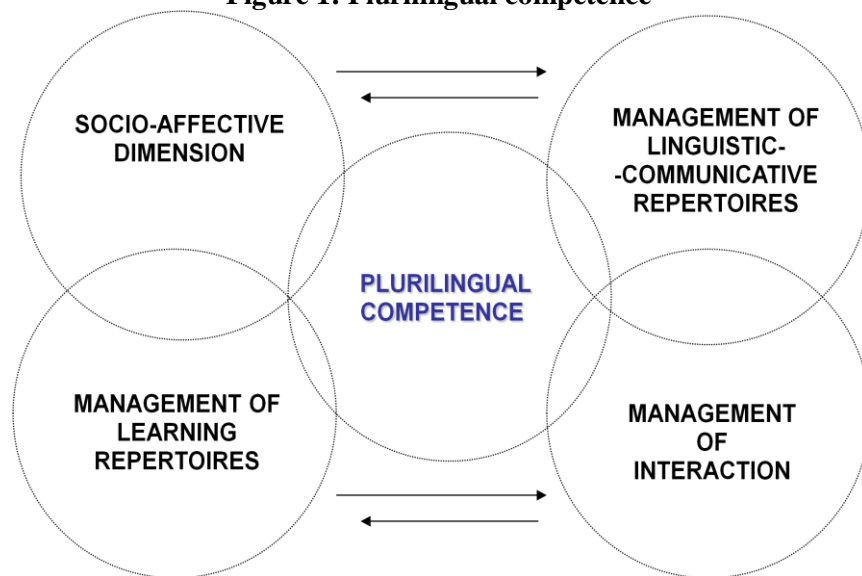 Figure 1: Plurilingual competence
SOCIO-AFFECTIVE
DIMENSION
MANAGEMENT OF
LINGUISTIC-
-COMMUNICATIVE
REPERTOIRES
PLURILINGUAL
COMPETENCE
MANAGEMENT OF
LEARNING
REPERTOIRES
MANAGEMENT
OF
INTERACTION